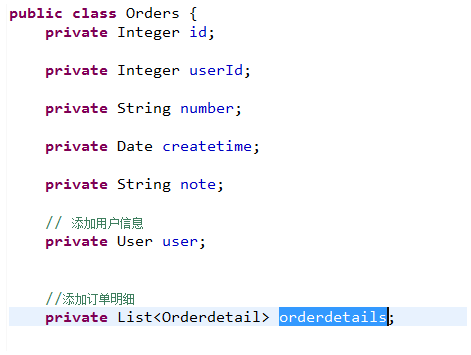 public class Orders {
private Integer id;
private Integer userId;
private String number;
private Date createtime;
private String note;
// 添加用户信息
private User user;
//添加订单明细
private List<Orderdetail> orderdetails;